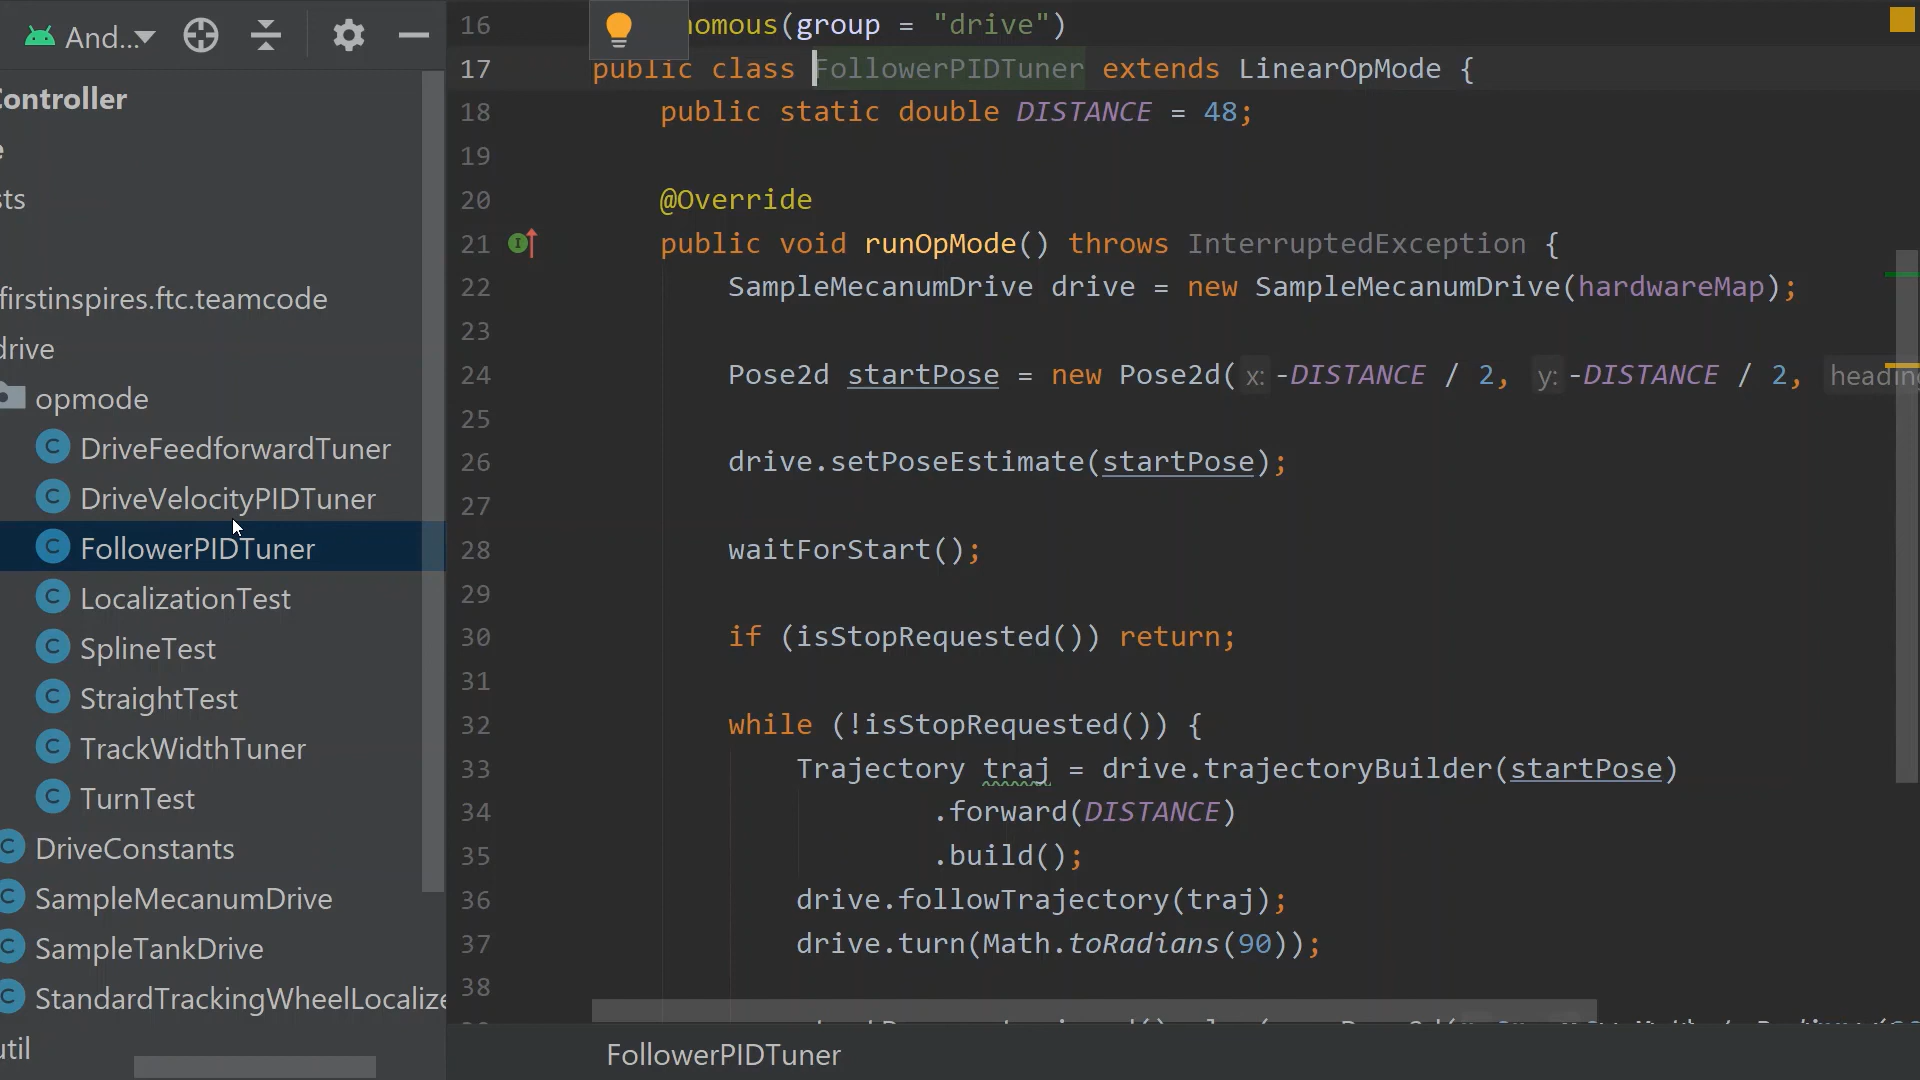 And...
Controller
e
sts
firstinspires.ftc.teamcode
drive
opmode
DriveFeedforwardTuner
DriveVelocityPIDTuner
FollowerPIDTuner
LocalizationTest
SplineTest
StraightTest
TrackWidthTuner
TurnTest
DriveConstants
SampleMecanumDrive
SampleTankDrive
StandardTrackingWheelLocalize
util
16 nomous(group = "drive")
17 public class FollowerPIDTuner extends LinearOpMode {
18 public static double DISTANCE = 48;
19
20 @Override
21 public void runOpMode() throws InterruptedException {
22 SampleMecanumDrive drive = new SampleMecanumDrive(hardwareMap);
23
24 Pose2d startPose = new Pose2d( x: -DISTANCE / 2, y: -DISTANCE / 2, heading
25
26 drive.setPoseEstimate(startPose);
27
28 waitForStart();
29
30 if (isStopRequested()) return;
31
32 while (!isStopRequested()) {
33 Trajectory traj = drive.trajectoryBuilder(startPose)
34 .forward(DISTANCE)
35 .build();
36 drive.followTrajectory(traj);
37 drive.turn(Math.toRadians(90));
38
FollowerPIDTuner